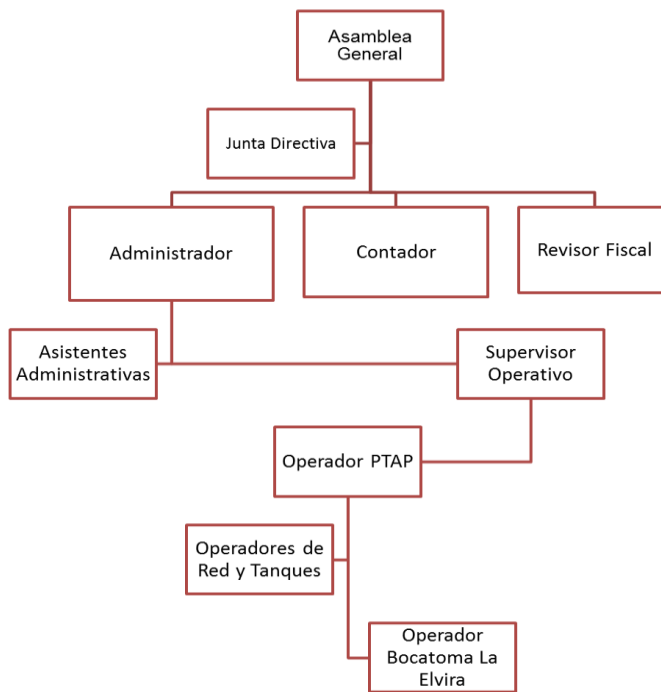 Asamblea
General
Junta Directiva
Administrador
Contador
Revisor Fiscal
Asistentes
Administrativas
Supervisor
Operativo
Operador PTAP
Operadores de
Red y Tanques
Operador
Bocatoma La
Elvira